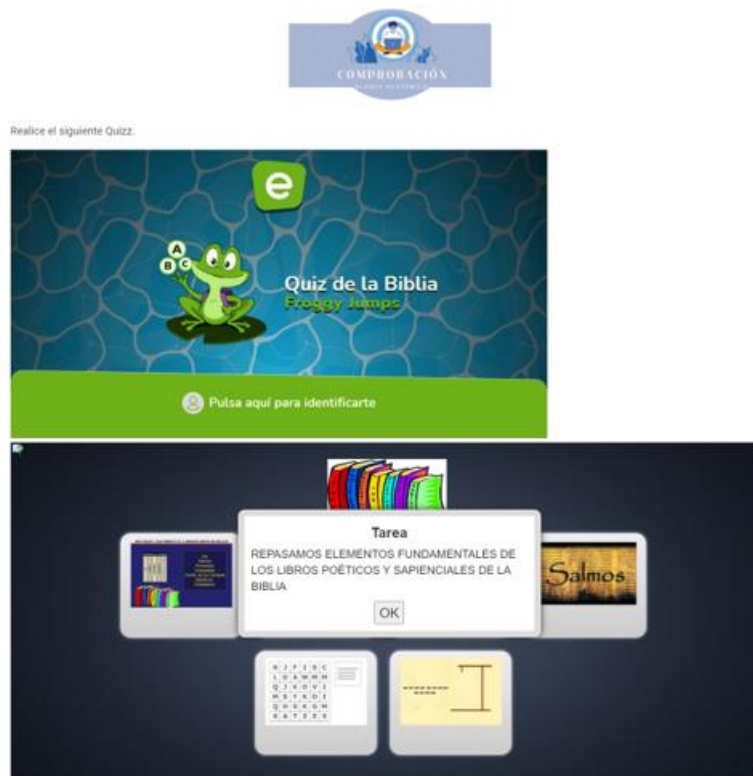 COMPROBACIÓN
Realice el siguiente Quizz.
e
A
B C
Quiz de la Biblia
Froggy Jumps
Pulsa aquí para identificarte
Tarea
REPASAMOS ELEMENTOS FUNDAMENTALES DE
LOS LIBROS POÉTICOS Y SAPIENCIALES DE LA
BIBLIA
OK
Salmos